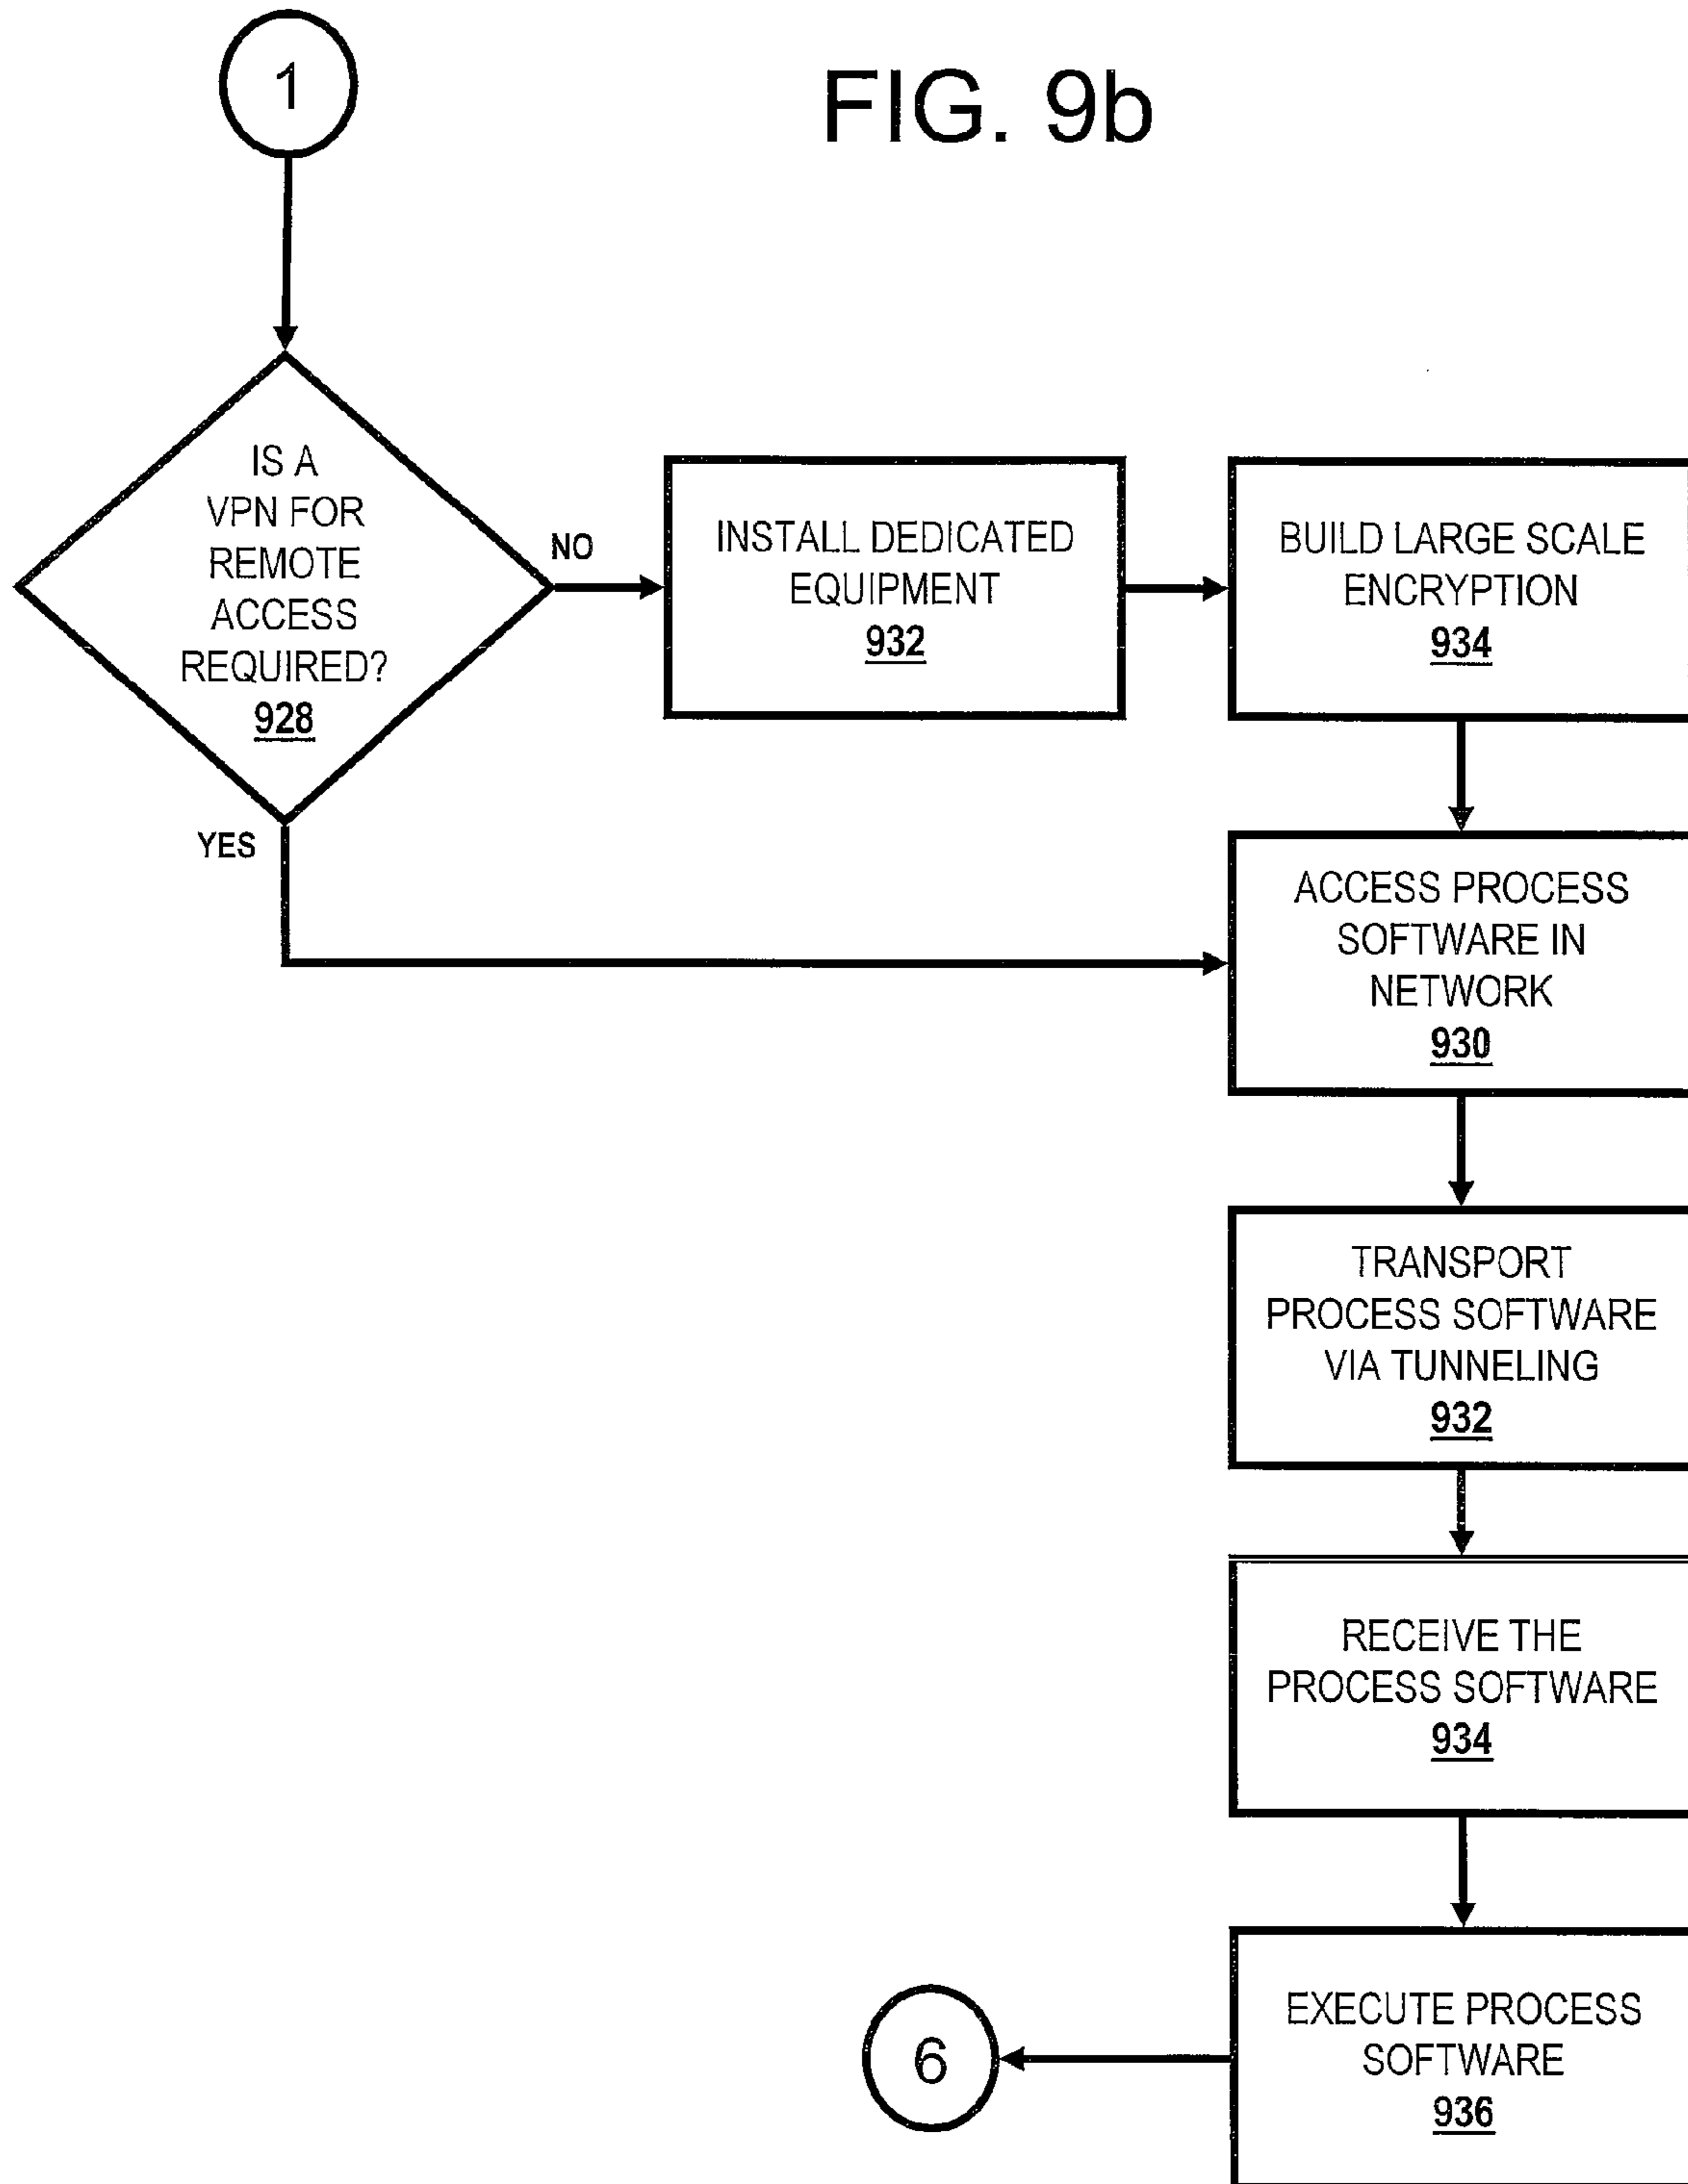 1
FIG. 9b
IS A
VPN FOR
REMOTE
ACCESS
REQUIRED?
928
NO
INSTALL DEDICATED
EQUIPMENT
932
BUILD LARGE SCALE
ENCRYPTION
934
YES
ACCESS PROCESS
SOFTWARE IN
NETWORK
930
TRANSPORT
PROCESS SOFTWARE
VIA TUNNELING
932
RECEIVE THE
PROCESS SOFTWARE
934
EXECUTE PROCESS
SOFTWARE
936
6